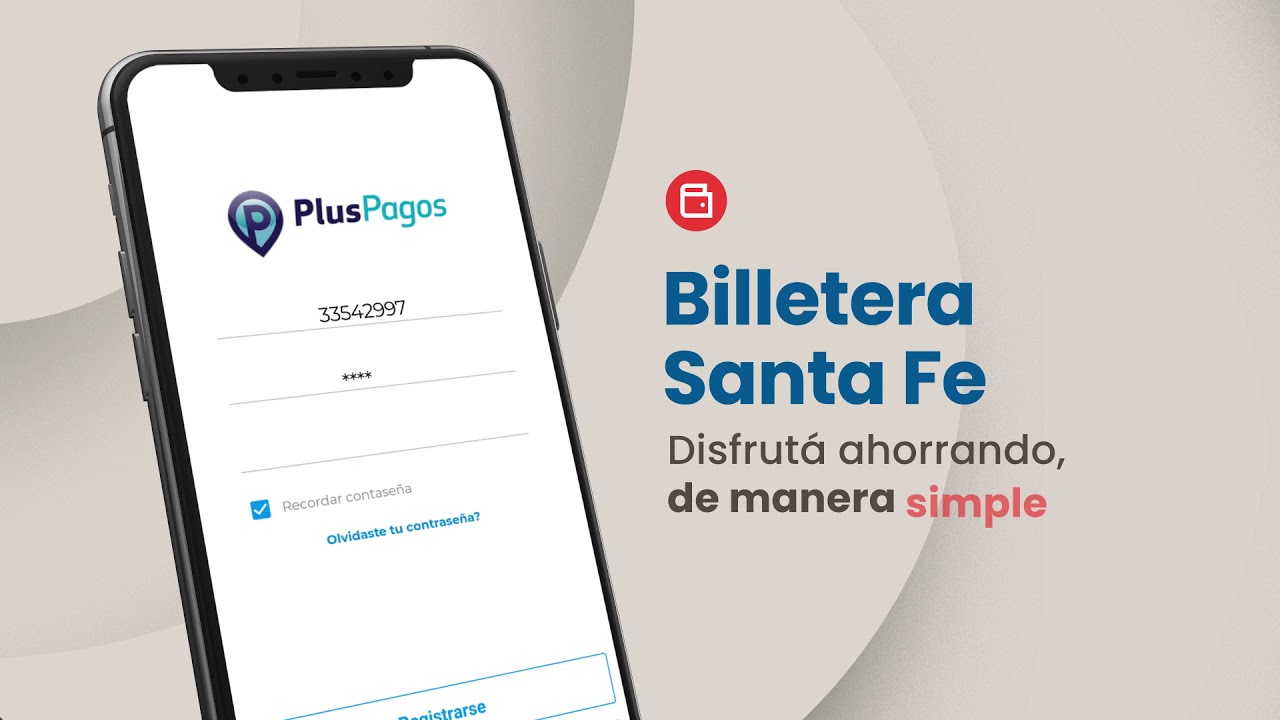 PlusPagos
33542997
****
Recordar contaseña
Olvidaste tu contraseña?
Registrarse
Billetera
Santa Fe
Disfrutá ahorrando,
de manera simple